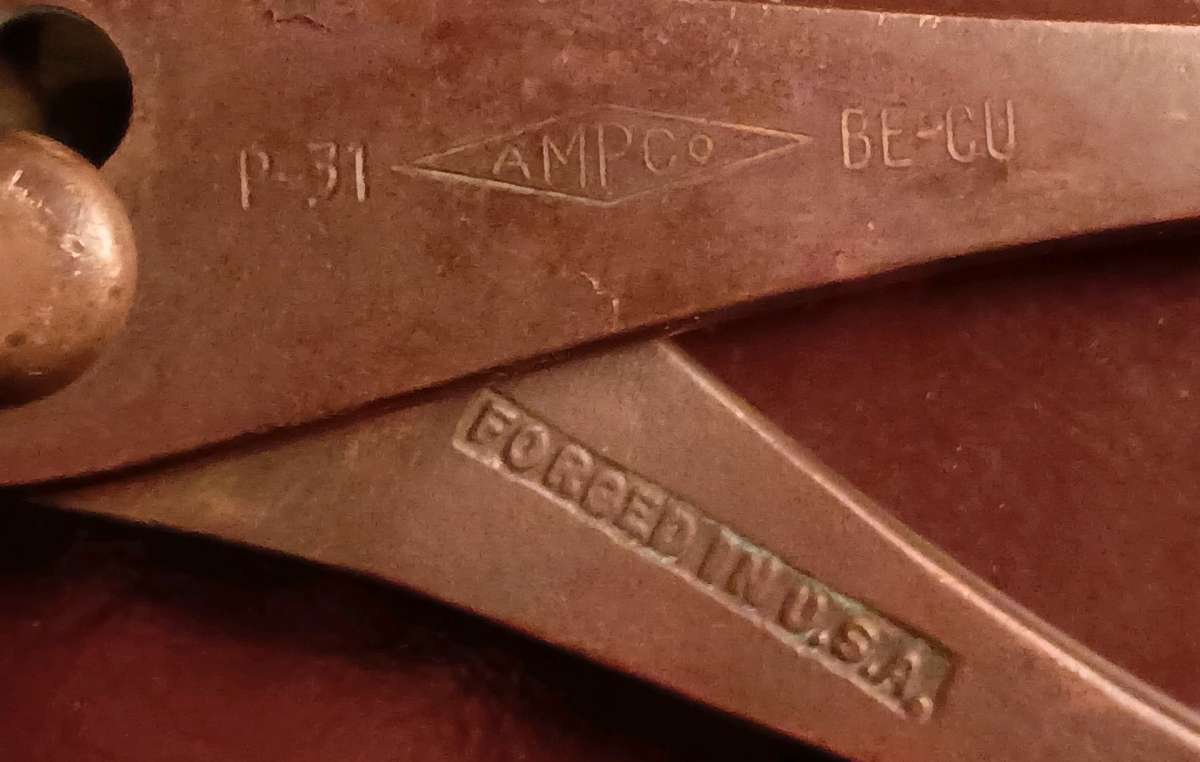 P-31 AMPCo BE-CU
FORGED IN U.S.A.